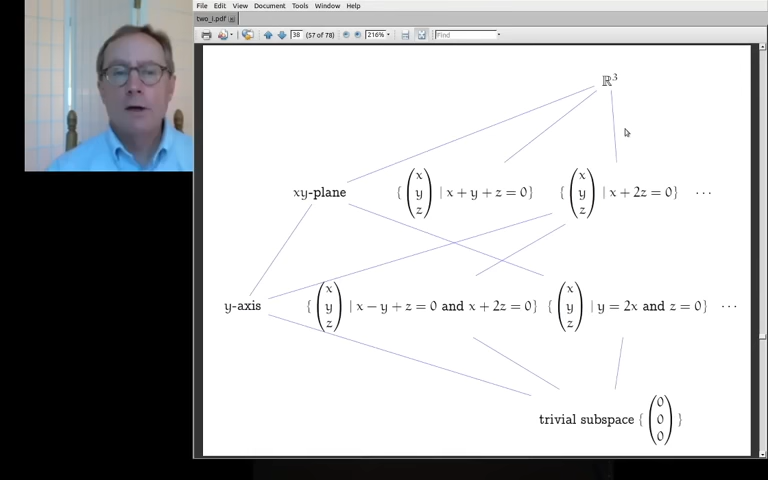 File Edit View Document Tools Window Help
two_i.pdf
38 (57 of 78) 216% Find
ℝ³
xy-plane { (x y z) | x + y + z = 0} { (x y z) | x + 2z = 0} ···
y-axis { (x y z) | x − y + z = 0 and x + 2z = 0} { (x y z) | y = 2x and z = 0} ···
trivial subspace { (0 0 0) }